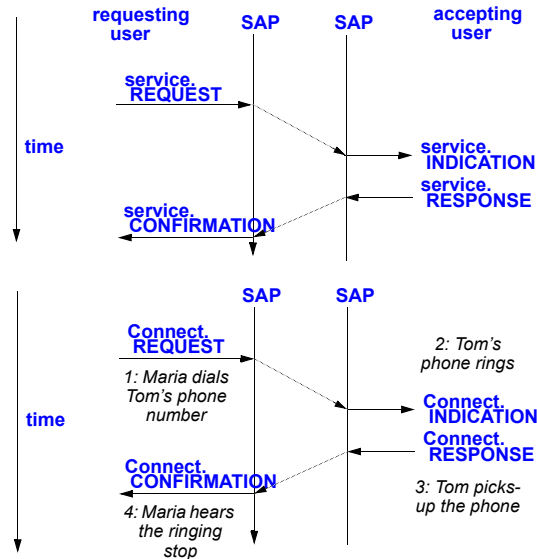 requesting
user
SAP
SAP
accepting
user
service.
REQUEST
time
service.
INDICATION
service.
RESPONSE
service.
CONFIRMATION
SAP
SAP
Connect.
REQUEST
1: Maria dials
Tom's phone
number
2: Tom's
phone rings
time
Connect.
INDICATION
Connect.
RESPONSE
Connect.
CONFIRMATION
3: Tom picks-
up the phone
4: Maria hears
the ringing
stop